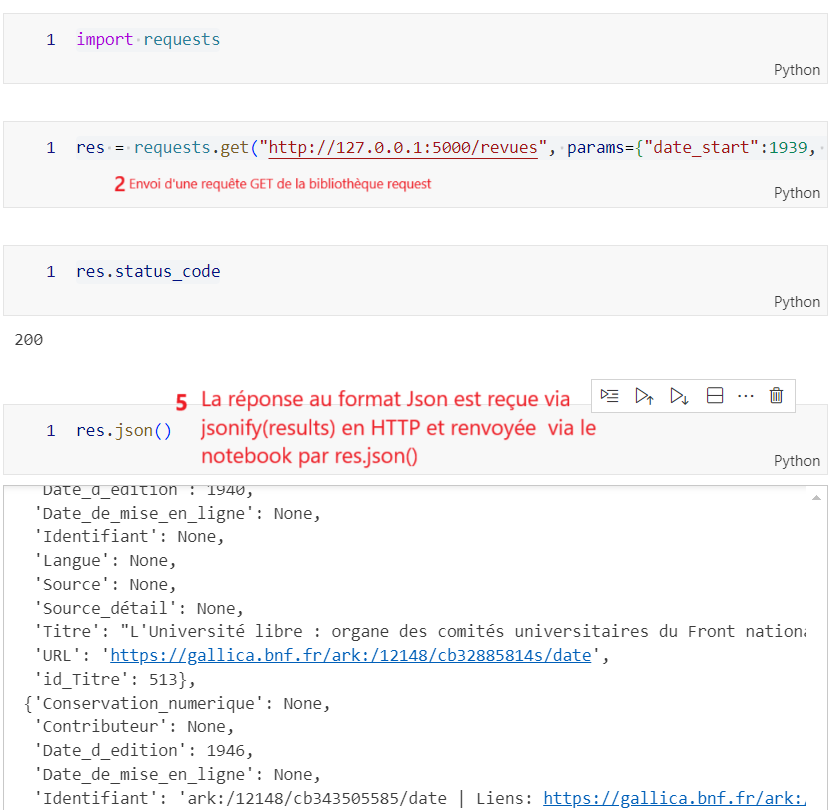 1 import requests
Python
1 res = requests.get("http://127.0.0.1:5000/revues", params={"date_start":1939,
2 Envoi d'une requête GET de la bibliothèque request
Python
1 res.status_code
Python
200
5 La réponse au format Json est reçue via
jsonify(results) en HTTP et renvoyée via le
notebook par res.json()
1 res.json()
Python
'Date_d_edition': 1940,
'Date_de_mise_en_ligne': None,
'Identifiant': None,
'Langue': None,
'Source': None,
'Source_détail': None,
'Titre': "L'Université libre : organe des comités universitaires du Front nationa
'URL': 'https://gallica.bnf.fr/ark:/12148/cb32885814s/date',
'id_Titre': 513},
{'Conservation_numerique': None,
'Contributeur': None,
'Date_d_edition': 1946,
'Date_de_mise_en_ligne': None,
'Identifiant': 'ark:/12148/cb343505585/date | Liens: https://gallica.bnf.fr/ark:/